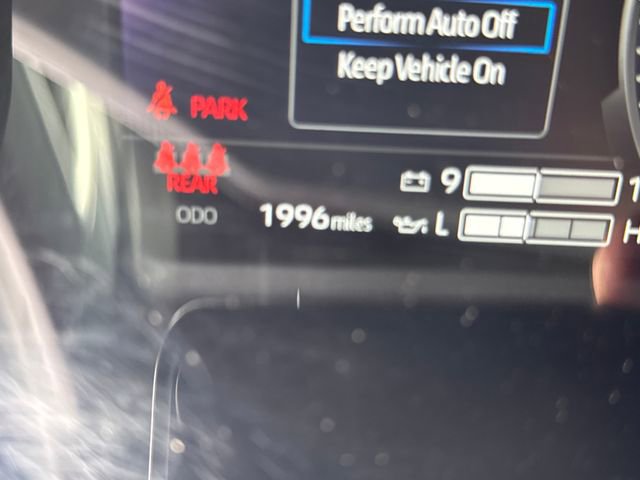 Perform Auto Off
Keep Vehicle On
PARK
REAR
9
ODO 1996 miles L H